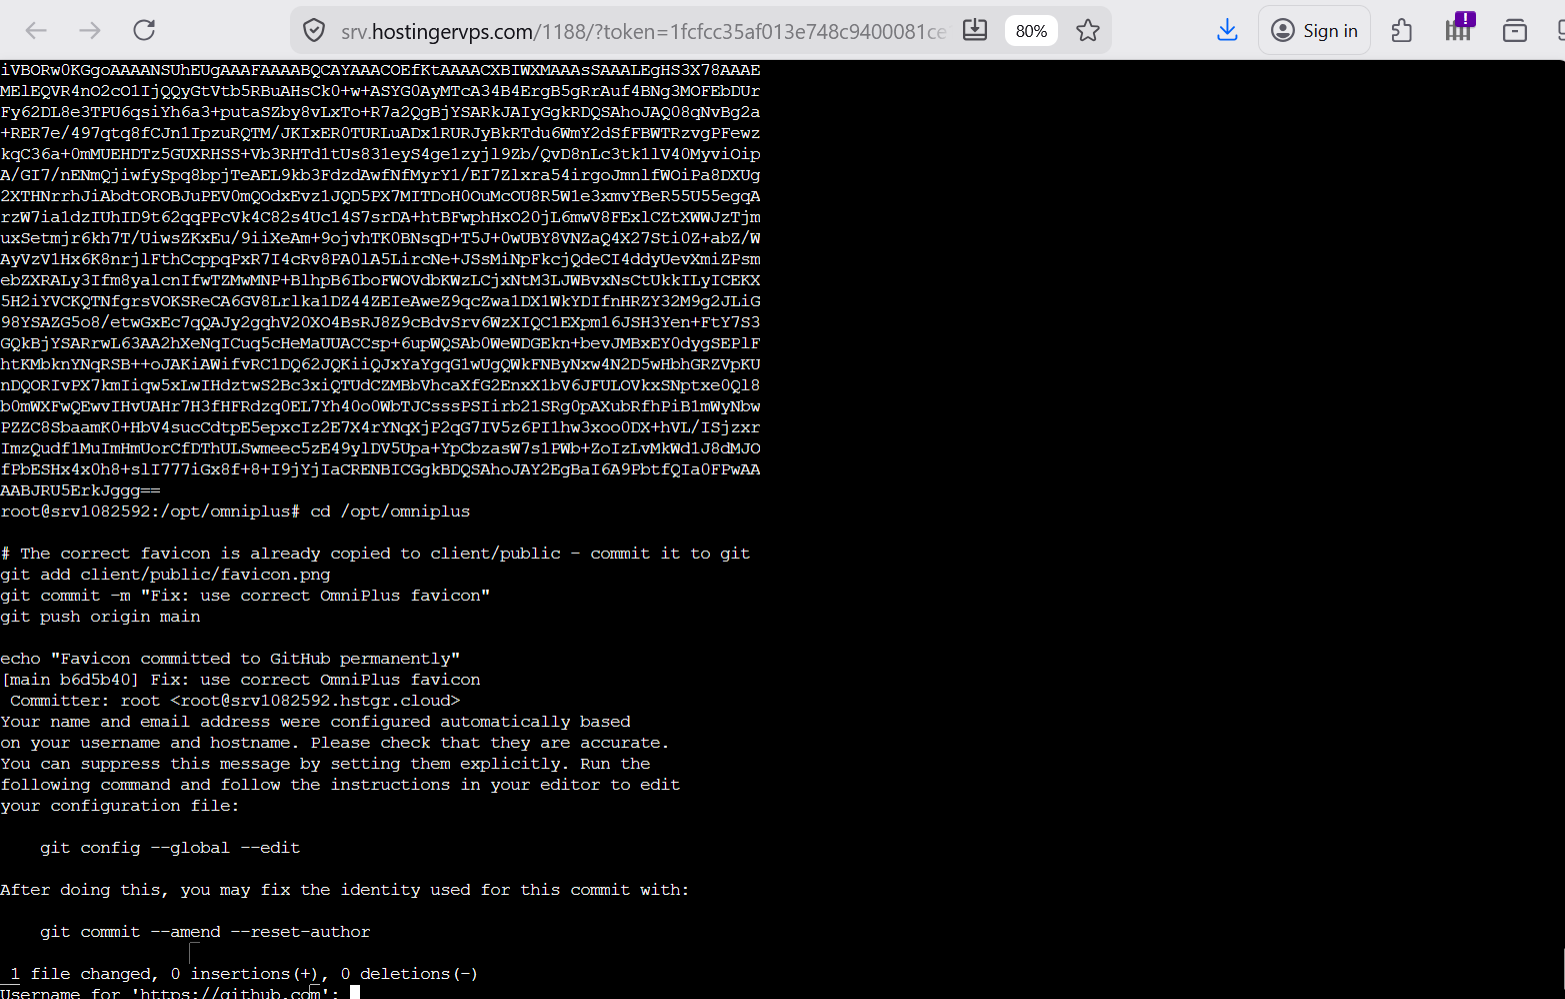 srv.hostingervps.com/1188/?token=1fcfcc35af013e748c9400081ce
80%
Sign in
iVBORw0KGgoAAAANSUhEUgAAAFAAAABQCAYAAACOEfKtAAAACXBIWXMAAAsSAAALEgHS3X78AAAE
MElEQVR4nO2cO1IjQQyGtVtb5RBuAHsCk0+w+ASYG0AyMTcA34B4ErgB5gRrAuf4BNg3MOFEbDUr
Fy62DL8e3TPU6qsiYh6a3+putaSZby8vLxTo+R7a2QgBjYSARkJAIyGgkRDQSAhoJAQ08qNvBg2a
+RER7e/497qtq8fCJn1IpzuRQTM/JKIxER0TURLuADx1RURJyBkRTdu6WmY2dSfFBWTRzvgPFewz
kqC36a+0mMUEHDTz5GUXRHSS+Vb3RHTd1tUs831eyS4ge1zyjl9Zb/QvD8nLc3tk1lV40MyviOip
A/GI7/nENmQjiwfySpq8bpjTeAEL9kb3FdzdAwfNfMyrY1/EI7Zlxra54irgoJmnlfWOiPa8DXUg
2XTHNrrhJiAbdtOROBJuPEV0mQOdxEvz1JQD5PX7MITDoH0OuMcOU8R5W1e3xmvYBeR55U55egqA
rzW7ia1dzIUhID9t62qqPPcVk4C82s4Uc14S7srDA+htBFwphHxO20jL6mwV8FExlCZtXWWJzTjm
uxSetmjr6kh7T/UiwsZKxEu/9iiXeAm+9ojvhTK0BNsqD+T5J+0wUBY8VNZaQ4X27Sti0Z+abZ/W
AyVzV1Hx6K8nrjlFthCcppqPxR7I4cRv8PA0lA5LircNe+JSsMiNpFkcjQdeCI4ddyUevXmiZPsm
ebZXRALy3Ifm8yalcnIfwTZMwMNP+BlhpB6IboFWOVdbKWzLCjxNtM3LJWBvxNsCtUkkILyICEKX
5H2iYVCKQTNfgrsVOKSReCA6GV8Lrlka1DZ44ZEIeAweZ9qcZwa1DX1WkYDIfnHRZY32M9g2JLiG
98YSAZG5o8/etwGxEc7qQAJy2gqhV20XO4BsRJ8Z9cBdvSrv6WzXIQC1EXpm16JSH3Yen+FtY7S3
GQkBjYSARrwL63AA2hXeNqICuq5cHeMaUUACCsp+6upWQSAb0WeWDGEkn+bevJMBxEY0dygSEPlF
htKMbknYNqRSB++oJAKiAWifvRC1DQ62JQKiiQJxYaYgqG1wUgQWkFNByNxw4N2D5wHbhGRZVpKU
nDQORIvPX7kmIiqw5xLwIHdztwS2Bc3xiQTUdCZMBbVhcaXfG2EnxX1bV6JFULOVkxSNptxe0Ql8
b0mWXFwQEwvIHvUAHr7H3fHFRdzq0EL7Yh40o0WbTJCsssPSIirb21SRg0pAXubRfhPiB1mWyNbw
PZZC8SbaamK0+HbV4sucCdtpE5epxcIz2E7X4rYNqXjP2qG7IV5z6PI1hw3xoo0DX+hVL/ISjzxr
ImzQudf1MuImHmUorCfDThULSwmeec5zE49ylDV5Upa+YpCbzasW7s1PWb+ZoIzLvMkWd1J8dMJO
fPbESHx4x0h8+slI777iGx8f+8+I9jYjIaCRENBICGgkBDQSAhoJAY2EgBaI6A9PbtfQIa0FPwAA
AABJRU5ErkJggg==
root@srv1082592:/opt/omniplus# cd /opt/omniplus
# The correct favicon is already copied to client/public - commit it to git
git add client/public/favicon.png
git commit -m "Fix: use correct OmniPlus favicon"
git push origin main
echo "Favicon committed to GitHub permanently"
[main b6d5b40] Fix: use correct OmniPlus favicon
Committer: root <root@srv1082592.hstgr.cloud>
Your name and email address were configured automatically based
on your username and hostname. Please check that they are accurate.
You can suppress this message by setting them explicitly. Run the
following command and follow the instructions in your editor to edit
your configuration file:
git config --global --edit
After doing this, you may fix the identity used for this commit with:
git commit --amend --reset-author
1 file changed, 0 insertions(+), 0 deletions(-)
Username for 'https://github.com':